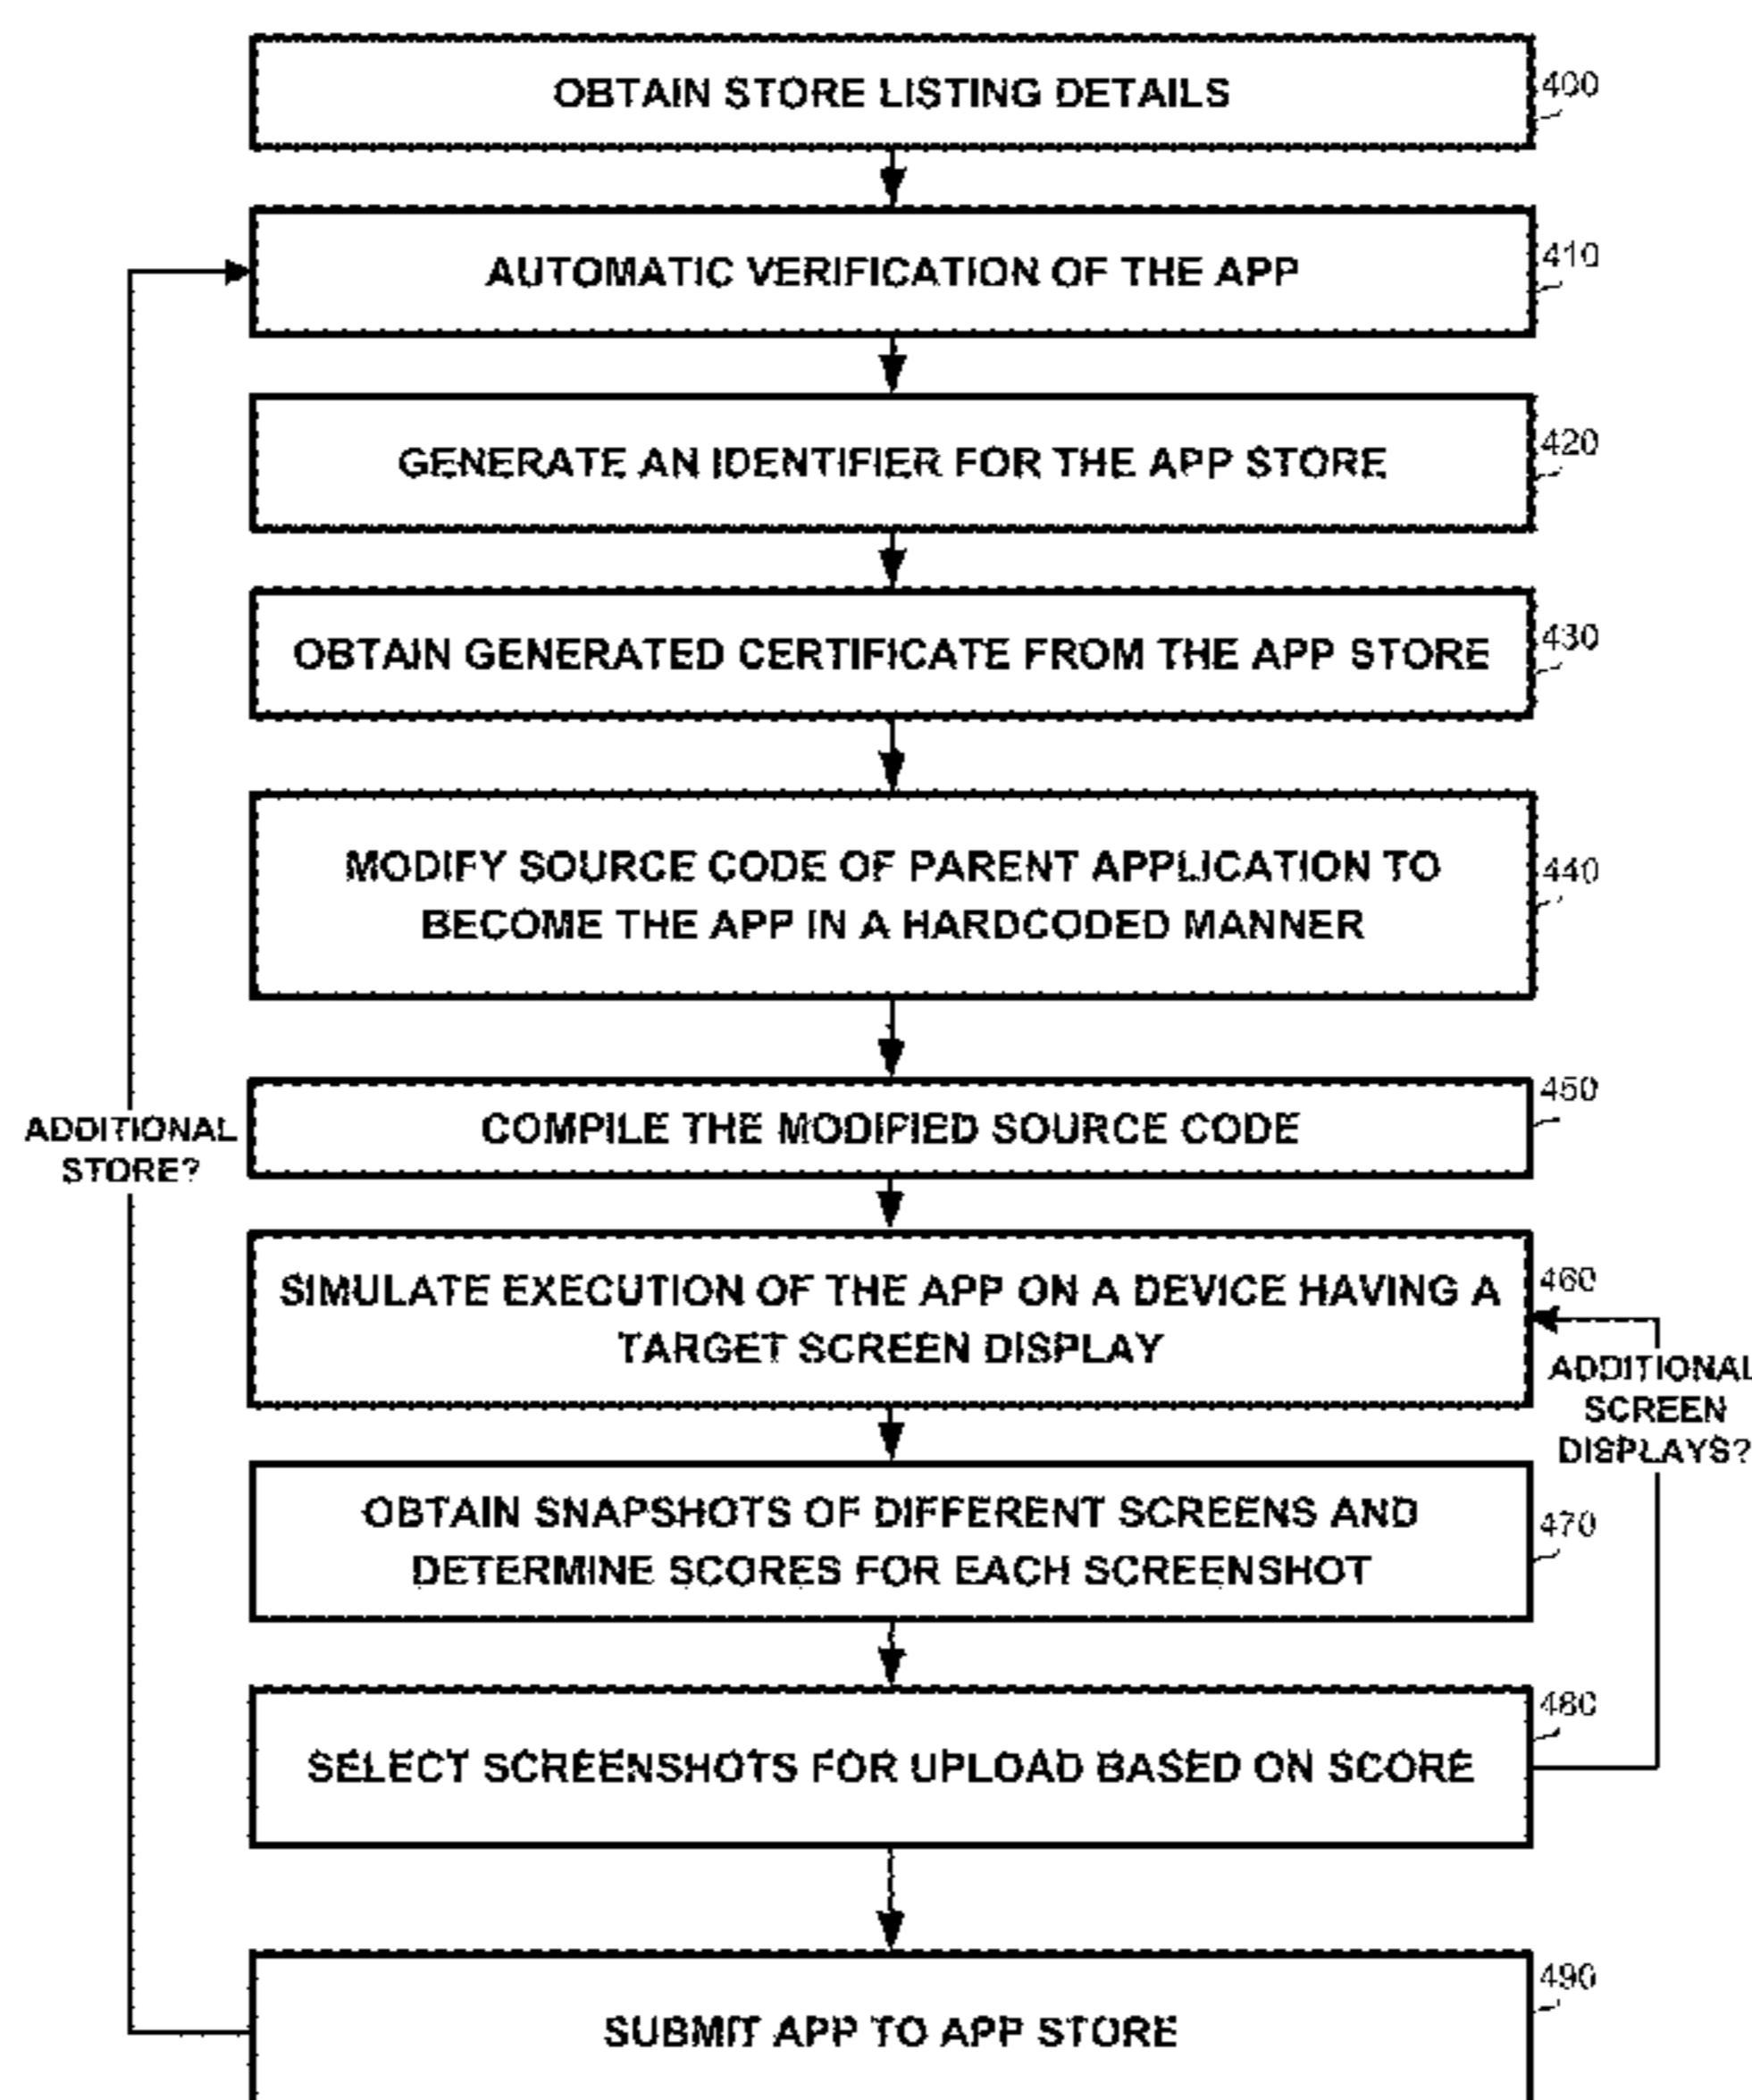 OBTAIN STORE LISTING DETAILS
400
AUTOMATIC VERIFICATION OF THE APP
410
GENERATE AN IDENTIFIER FOR THE APP STORE
420
OBTAIN GENERATED CERTIFICATE FROM THE APP STORE
430
MODIFY SOURCE CODE OF PARENT APPLICATION TO
BECOME THE APP IN A HARDCODED MANNER
440
COMPILE THE MODIFIED SOURCE CODE
450
ADDITIONAL
STORE?
SIMULATE EXECUTION OF THE APP ON A DEVICE HAVING A
TARGET SCREEN DISPLAY
460
ADDITIONAL
SCREEN
DISPLAYS?
OBTAIN SNAPSHOTS OF DIFFERENT SCREENS AND
DETERMINE SCORES FOR EACH SCREENSHOT
470
SELECT SCREENSHOTS FOR UPLOAD BASED ON SCORE
480
SUBMIT APP TO APP STORE
490